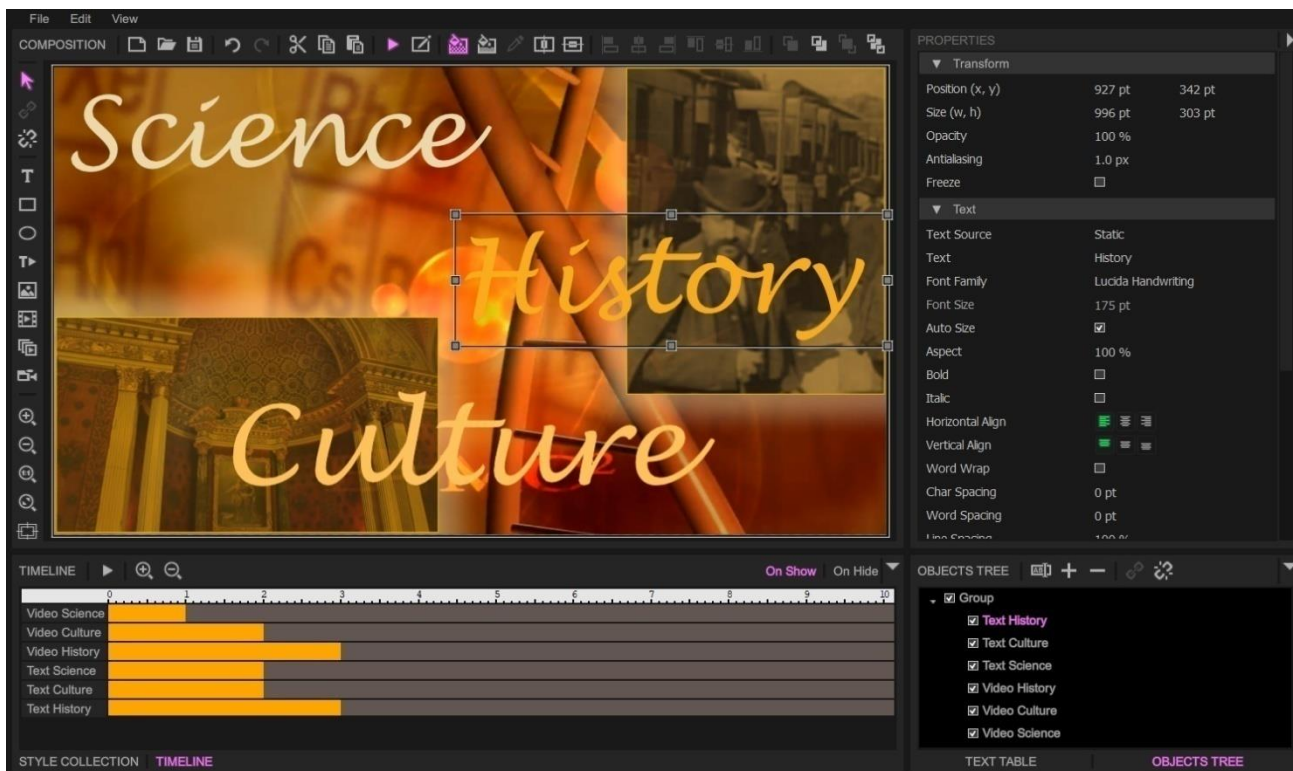 File Edit View
COMPOSITION
PROPERTIES
▼ Transform
Position (x, y) 927 pt 342 pt
Size (w, h) 996 pt 303 pt
Opacity 100 %
Antialiasing 1.0 px
Freeze
▼ Text
Text Source Static
Text History
Font Family Lucida Handwriting
Font Size 175 pt
Auto Size
Aspect 100 %
Bold
Italic
Horizontal Align
Vertical Align
Word Wrap
Char Spacing 0 pt
Word Spacing 0 pt
Line Spacing 100 %
Science
History
Culture
Cs
TIMELINE On Show On Hide
0 1 2 3 4 5 6 7 8 9 10
Video Science
Video Culture
Video History
Text Science
Text Culture
Text History
STYLE COLLECTION TIMELINE
OBJECTS TREE
Group
Text History
Text Culture
Text Science
Video History
Video Culture
Video Science
TEXT TABLE OBJECTS TREE